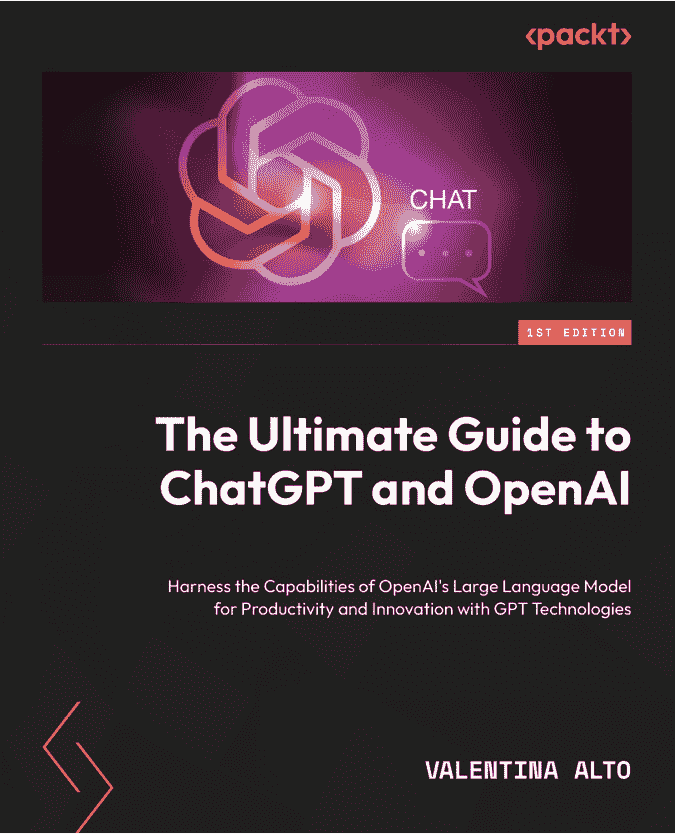 <packt>
CHAT
1ST EDITION
The Ultimate Guide to
ChatGPT and OpenAI
Harness the Capabilities of OpenAI's Large Language Model
for Productivity and Innovation with GPT Technologies
VALENTINA ALTO